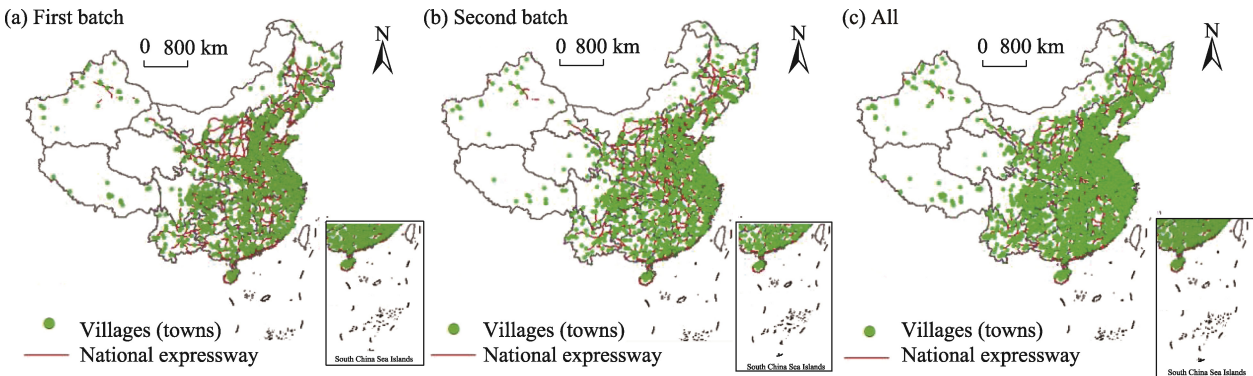 (a) First batch
0 800 km
N
Villages (towns)
National expressway
South China Sea Islands
(b) Second batch
0 800 km
N
Villages (towns)
National expressway
South China Sea Islands
(c) All
0 800 km
N
Villages (towns)
National expressway
South China Sea Islands